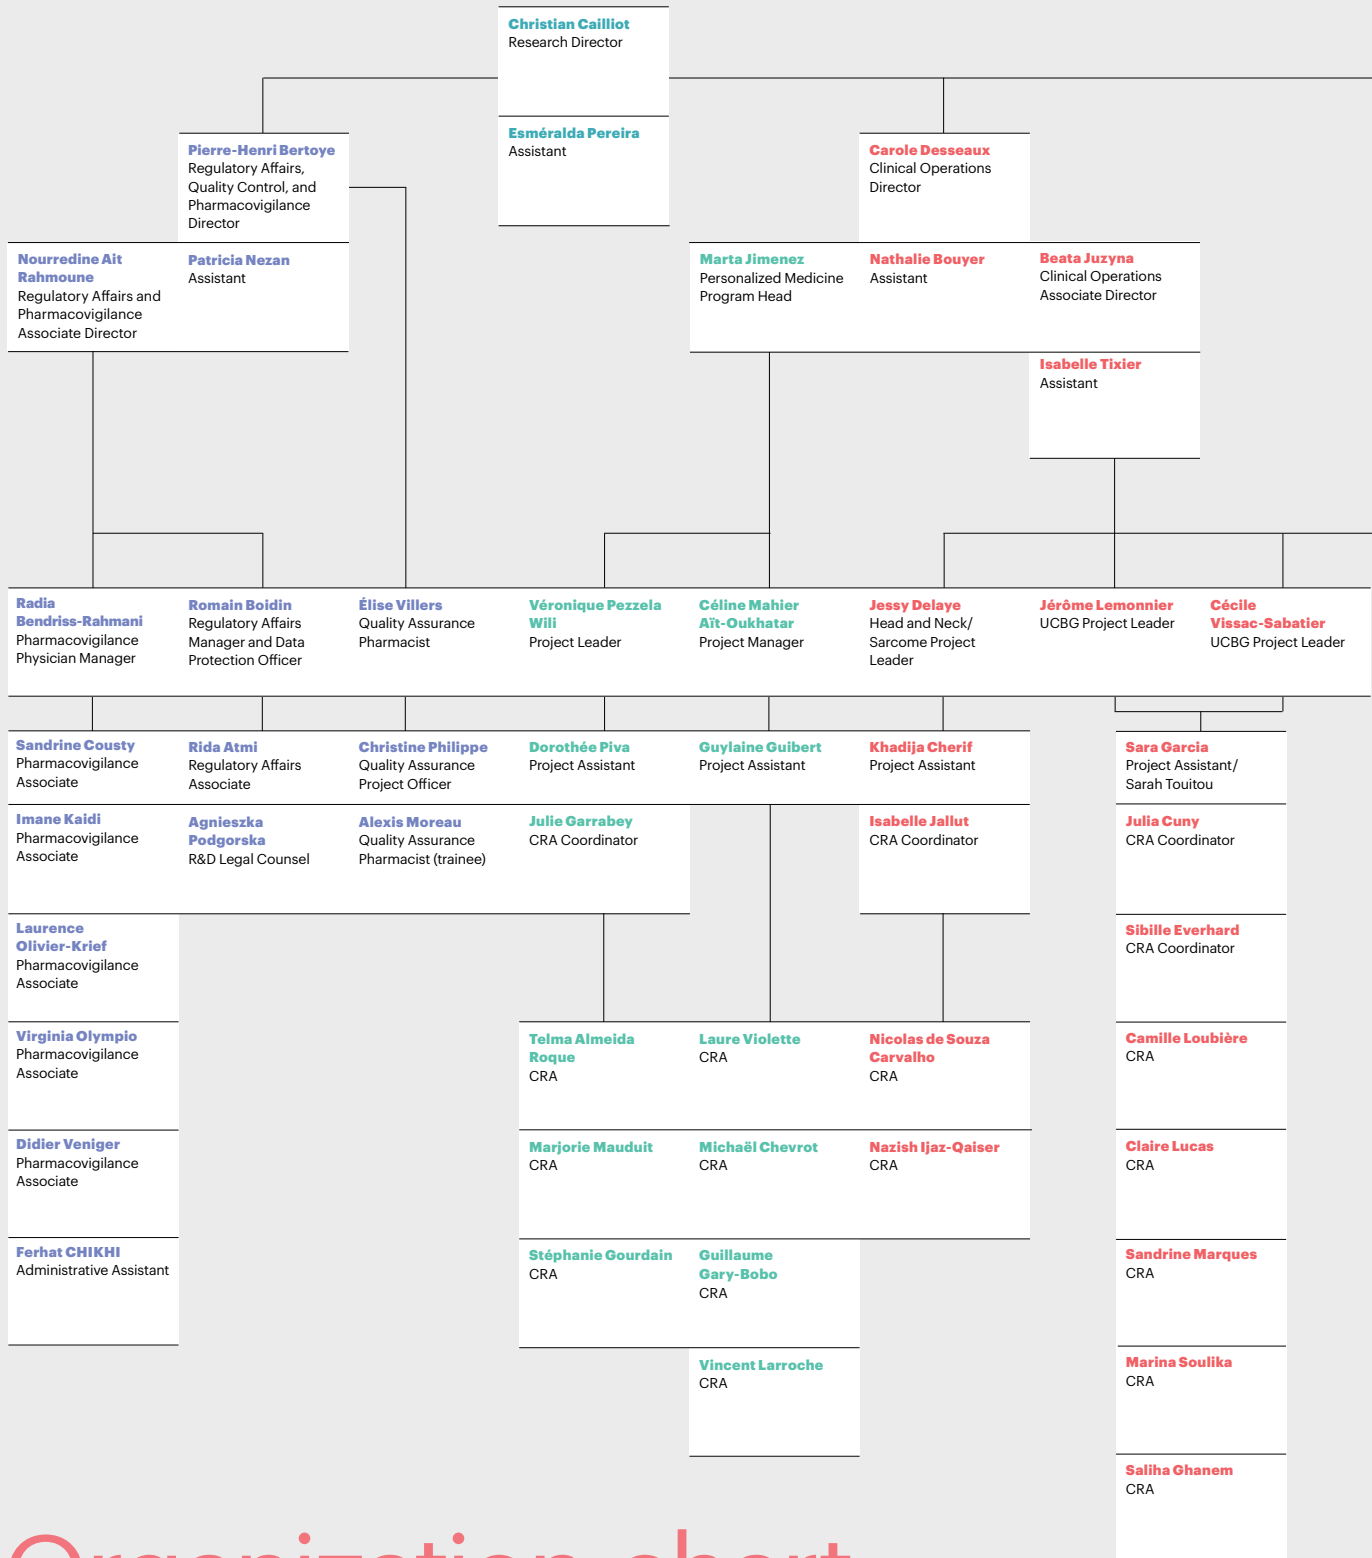 Christian Cailliot
Research Director
Esméralda Pereira
Assistant
Pierre-Henri Bertoye
Regulatory Affairs,
Quality Control, and
Pharmacovigilance
Director
Carole Desseaux
Clinical Operations
Director
Nourredine Ait
Rahmoune
Regulatory Affairs and
Pharmacovigilance
Associate Director
Patricia Nezan
Assistant
Marta Jimenez
Personalized Medicine
Program Head
Nathalie Bouyer
Assistant
Beata Juzyna
Clinical Operations
Associate Director
Isabelle Tixier
Assistant
Radia
Bendriss-Rahmani
Pharmacovigilance
Physician Manager
Romain Boidin
Regulatory Affairs
Manager and Data
Protection Officer
Élise Villers
Quality Assurance
Pharmacist
Véronique Pezzela
Wili
Project Leader
Céline Mahier
Aït-Oukhatar
Project Manager
Jessy Delaye
Head and Neck/
Sarcome Project
Leader
Jérôme Lemonnier
UCBG Project Leader
Cécile
Vissac-Sabatier
UCBG Project Leader
Sandrine Cousty
Pharmacovigilance
Associate
Rida Atmi
Regulatory Affairs
Associate
Christine Philippe
Quality Assurance
Project Officer
Dorothée Piva
Project Assistant
Guylaine Guibert
Project Assistant
Khadija Cherif
Project Assistant
Sara Garcia
Project Assistant/
Sarah Touitou
Imane Kaidi
Pharmacovigilance
Associate
Agnieszka
Podgorska
R&D Legal Counsel
Alexis Moreau
Quality Assurance
Pharmacist (trainee)
Julie Garrabey
CRA Coordinator
Isabelle Jallut
CRA Coordinator
Julia Cuny
CRA Coordinator
Laurence
Olivier-Krief
Pharmacovigilance
Associate
Sibille Everhard
CRA Coordinator
Virginia Olympio
Pharmacovigilance
Associate
Telma Almeida
Roque
CRA
Laure Violette
CRA
Nicolas de Souza
Carvalho
CRA
Camille Loubière
CRA
Didier Veniger
Pharmacovigilance
Associate
Marjorie Mauduit
CRA
Michaël Chevrot
CRA
Nazish Ijaz-Qaiser
CRA
Claire Lucas
CRA
Ferhat CHIKHI
Administrative Assistant
Stéphanie Gourdain
CRA
Guillaume
Gary-Bobo
CRA
Sandrine Marques
CRA
Vincent Larroche
CRA
Marina Soulika
CRA
Saliha Ghanem
CRA
Organization chart